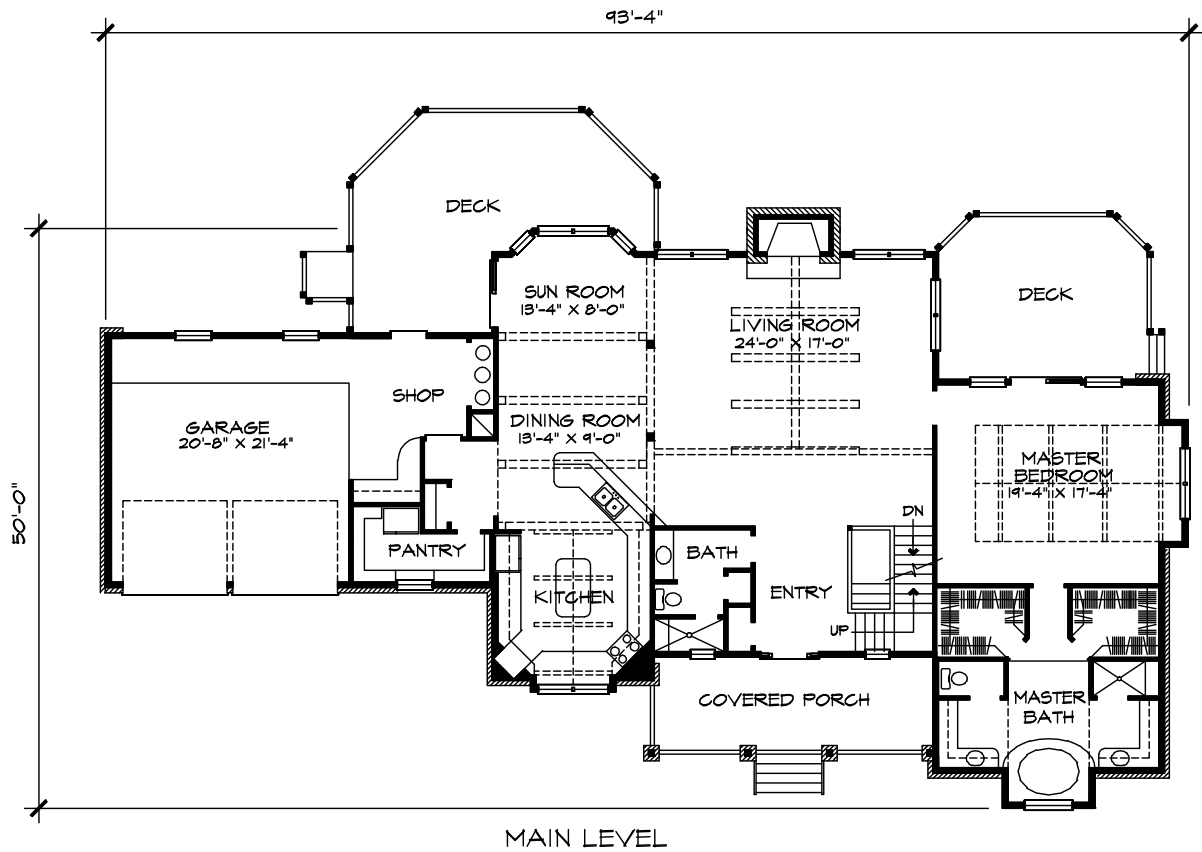 93'-4"
DECK
SUN ROOM
13'-4" X 8'-0"
LIVING ROOM
24'-0" X 17'-0"
DECK
SHOP
GARAGE
20'-8" X 21'-4"
DINING ROOM
13'-4" X 9'-0"
MASTER
BEDROOM
19'-4" X 17'-4"
50'-0"
DN
PANTRY
BATH
KITCHEN
ENTRY
UP
COVERED PORCH
MASTER
BATH
MAIN LEVEL